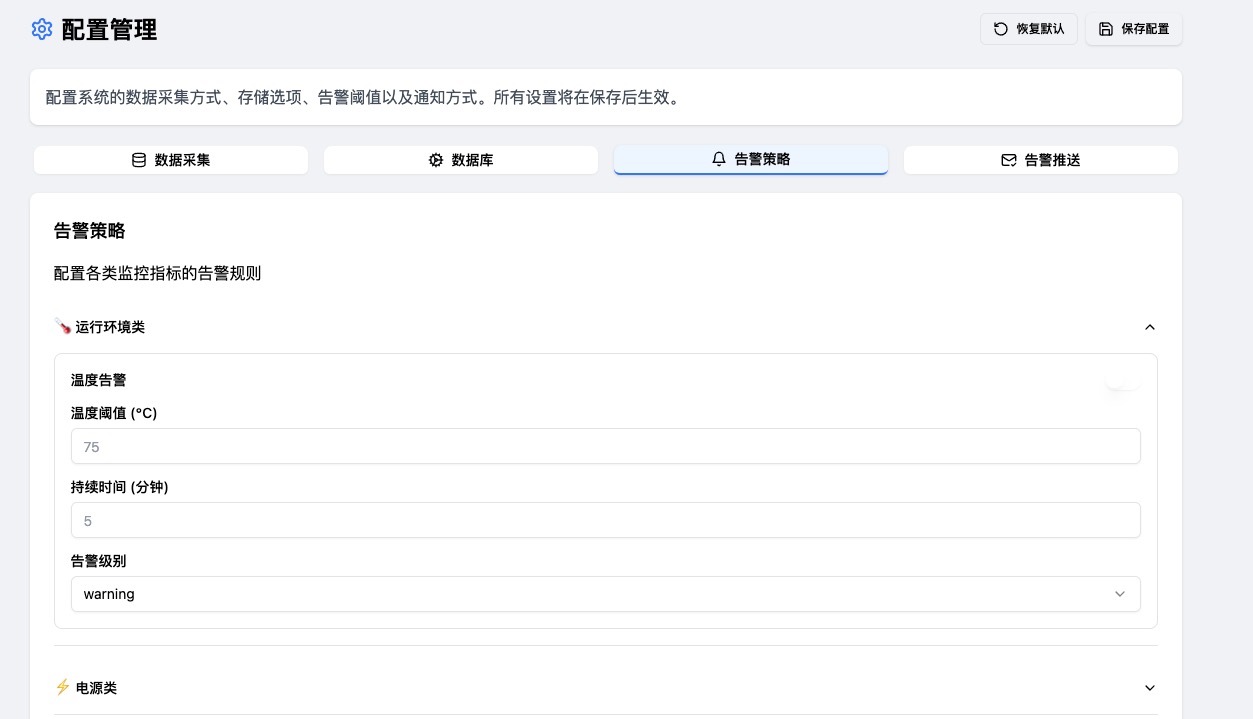 配置管理
恢复默认
保存配置
配置系统的数据采集方式、存储选项、告警阈值以及通知方式。所有设置将在保存后生效。
数据采集
数据库
告警策略
告警推送
告警策略
配置各类监控指标的告警规则
运行环境类
温度告警
温度阈值 (°C)
75
持续时间 (分钟)
5
告警级别
warning
电源类